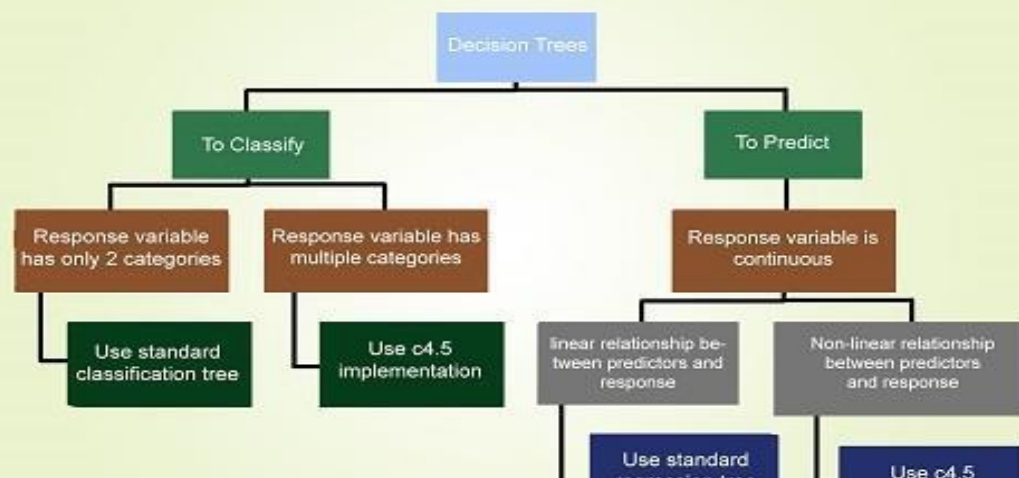 Decision Trees
To Classify
To Predict
Response variable
has only 2 categories
Response variable has
multiple categories
Response variable is
continuous
Use standard
classification tree
Use c4.5
implementation
linear relationship be-
tween predictors and
response
Non-linear relationship
between predictors
and response
Use standard
Use c4.5